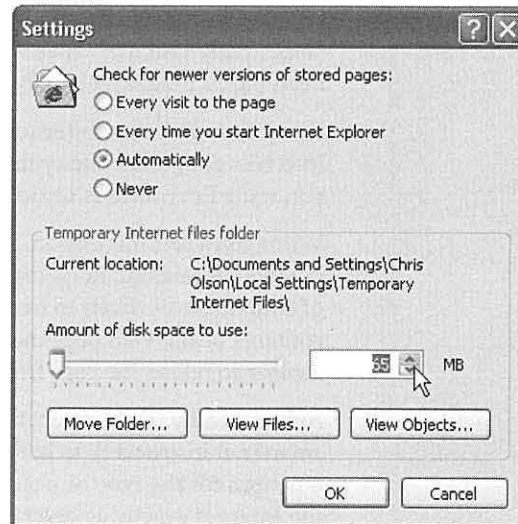 Settings
Check for newer versions of stored pages:
Every visit to the page
Every time you start Internet Explorer
Automatically
Never
Temporary Internet files folder
Current location: C:\Documents and Settings\Chris
Olson\Local Settings\Temporary
Internet Files\
Amount of disk space to use:
65 MB
Move Folder... View Files... View Objects...
OK Cancel